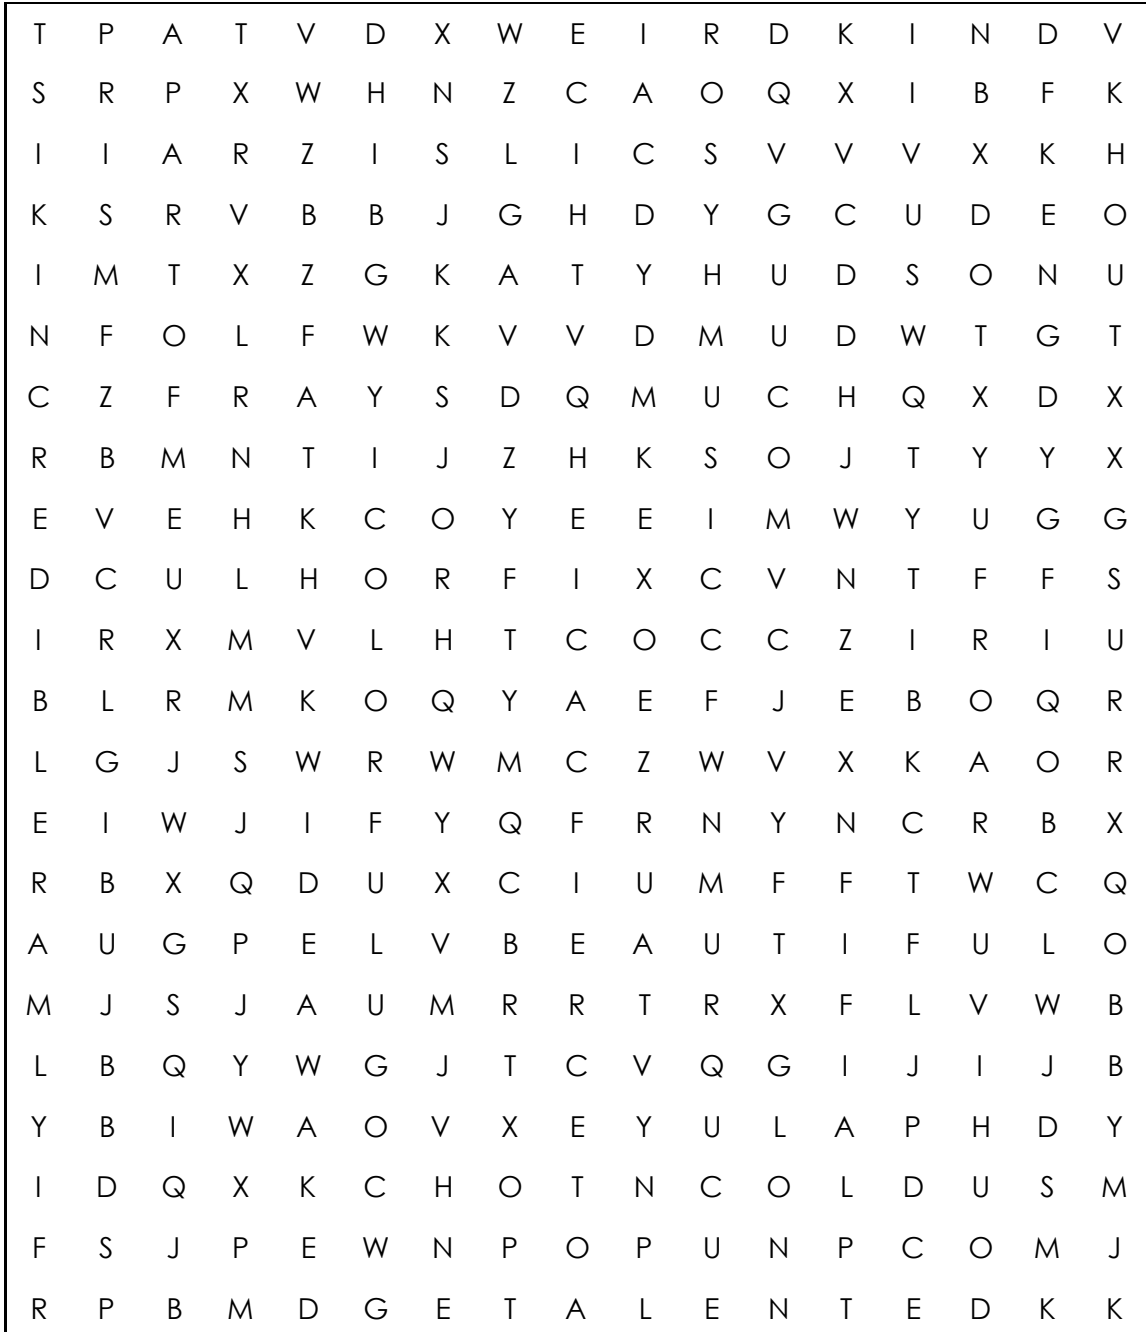 T P A T V D X W E I R D K I N D V
S R P X W H N Z C A O Q X I B F K
I I A R Z I S L I C S V V V X K H
K S R V B B J G H D Y G C U D E O
I M T X Z G K A T Y H U D S O N U
N F O L F W K V V D M U D W T G T
C Z F R A Y S D Q M U C H Q X D X
R B M N T I J Z H K S O J T Y Y X
E V E H K C O Y E E I M W Y U G G
D C U L H O R F I X C V N T F F S
I R X M V L H T C O C C Z I R I U
B L R M K O Q Y A E F J E B O Q R
L G J S W R W M C Z W V X K A O R
E I W J I F Y Q F R N Y N C R B X
R B X Q D U X C I U M F F T W C Q
A U G P E L V B E A U T I F U L O
M J S J A U M R R T R X F L V W B
L B Q Y W G J T C V Q G I J I J B
Y B I W A O V X E Y U L A P H D Y
I D Q X K C H O T N C O L D U S M
F S J P E W N P O P U N P C O M J
R P B M D G E T A L E N T E D K K